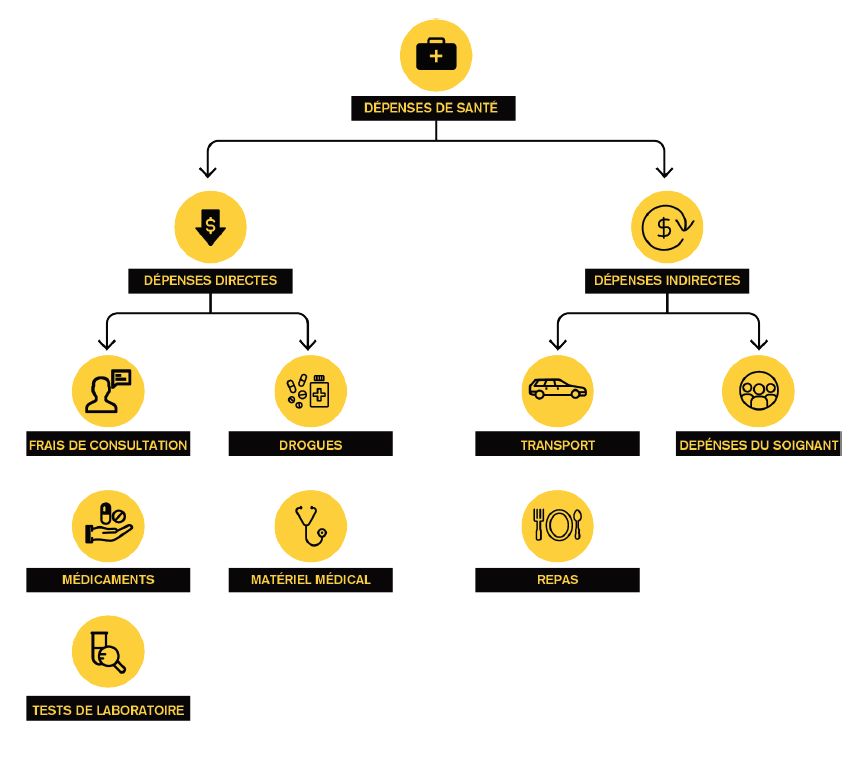 DÉPENSES DE SANTÉ
DÉPENSES DIRECTES
DÉPENSES INDIRECTES
FRAIS DE CONSULTATION
DROGUES
TRANSPORT
DEPÉNSES DU SOIGNANT
MÉDICAMENTS
MATÉRIEL MÉDICAL
REPAS
TESTS DE LABORATOIRE